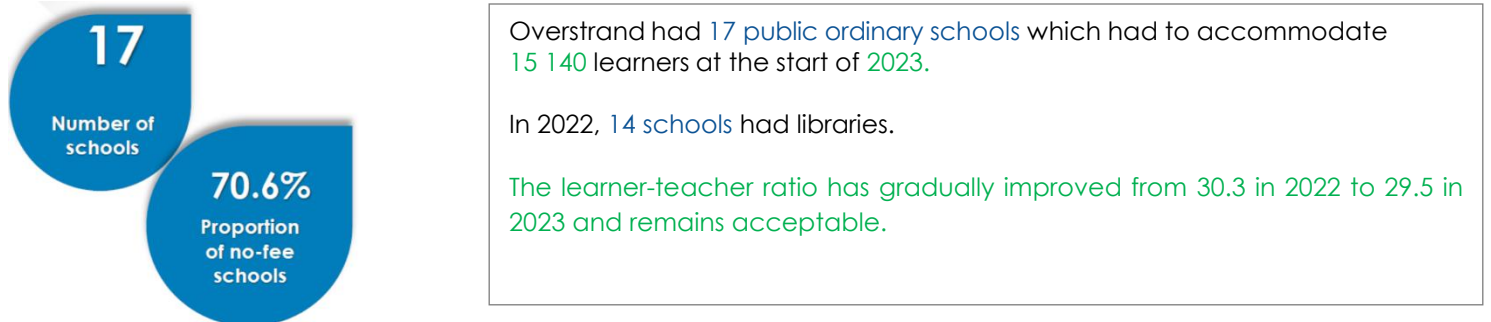 17
Number of
schools
70.6%
Proportion
of no-fee
schools
Overstrand had 17 public ordinary schools which had to accommodate
15 140 learners at the start of 2023.
In 2022, 14 schools had libraries.
The learner-teacher ratio has gradually improved from 30.3 in 2022 to 29.5 in
2023 and remains acceptable.